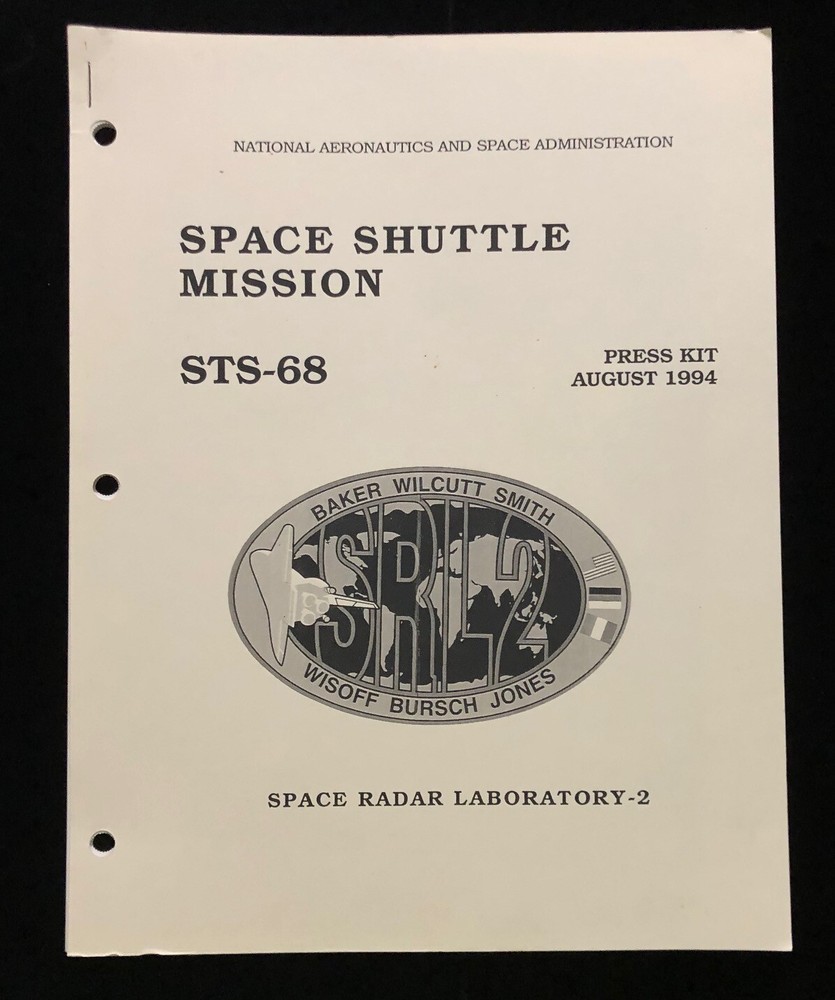 NATIONAL AERONAUTICS AND SPACE ADMINISTRATION
SPACE SHUTTLE
MISSION
STS-68
PRESS KIT
AUGUST 1994
BAKER WILCUTT SMITH
SRL2
WISOFF BURSCH JONES
SPACE RADAR LABORATORY-2